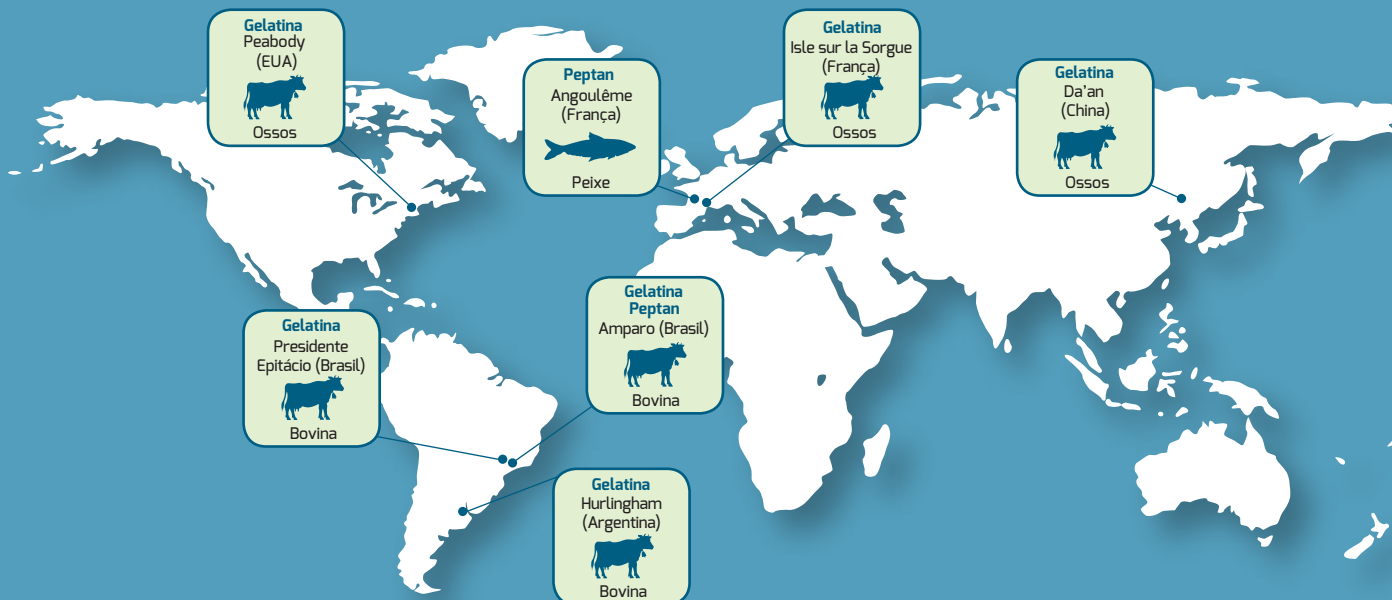 Gelatina
Peabody
(EUA)
Ossos
Peptan
Angoulême
(França)
Peixe
Gelatina
Isle sur la Sorgue
(França)
Ossos
Gelatina
Da'an
(China)
Ossos
Gelatina
Presidente
Epitácio (Brasil)
Bovina
Gelatina
Peptan
Amparo (Brasil)
Bovina
Gelatina
Hurlingham
(Argentina)
Bovina